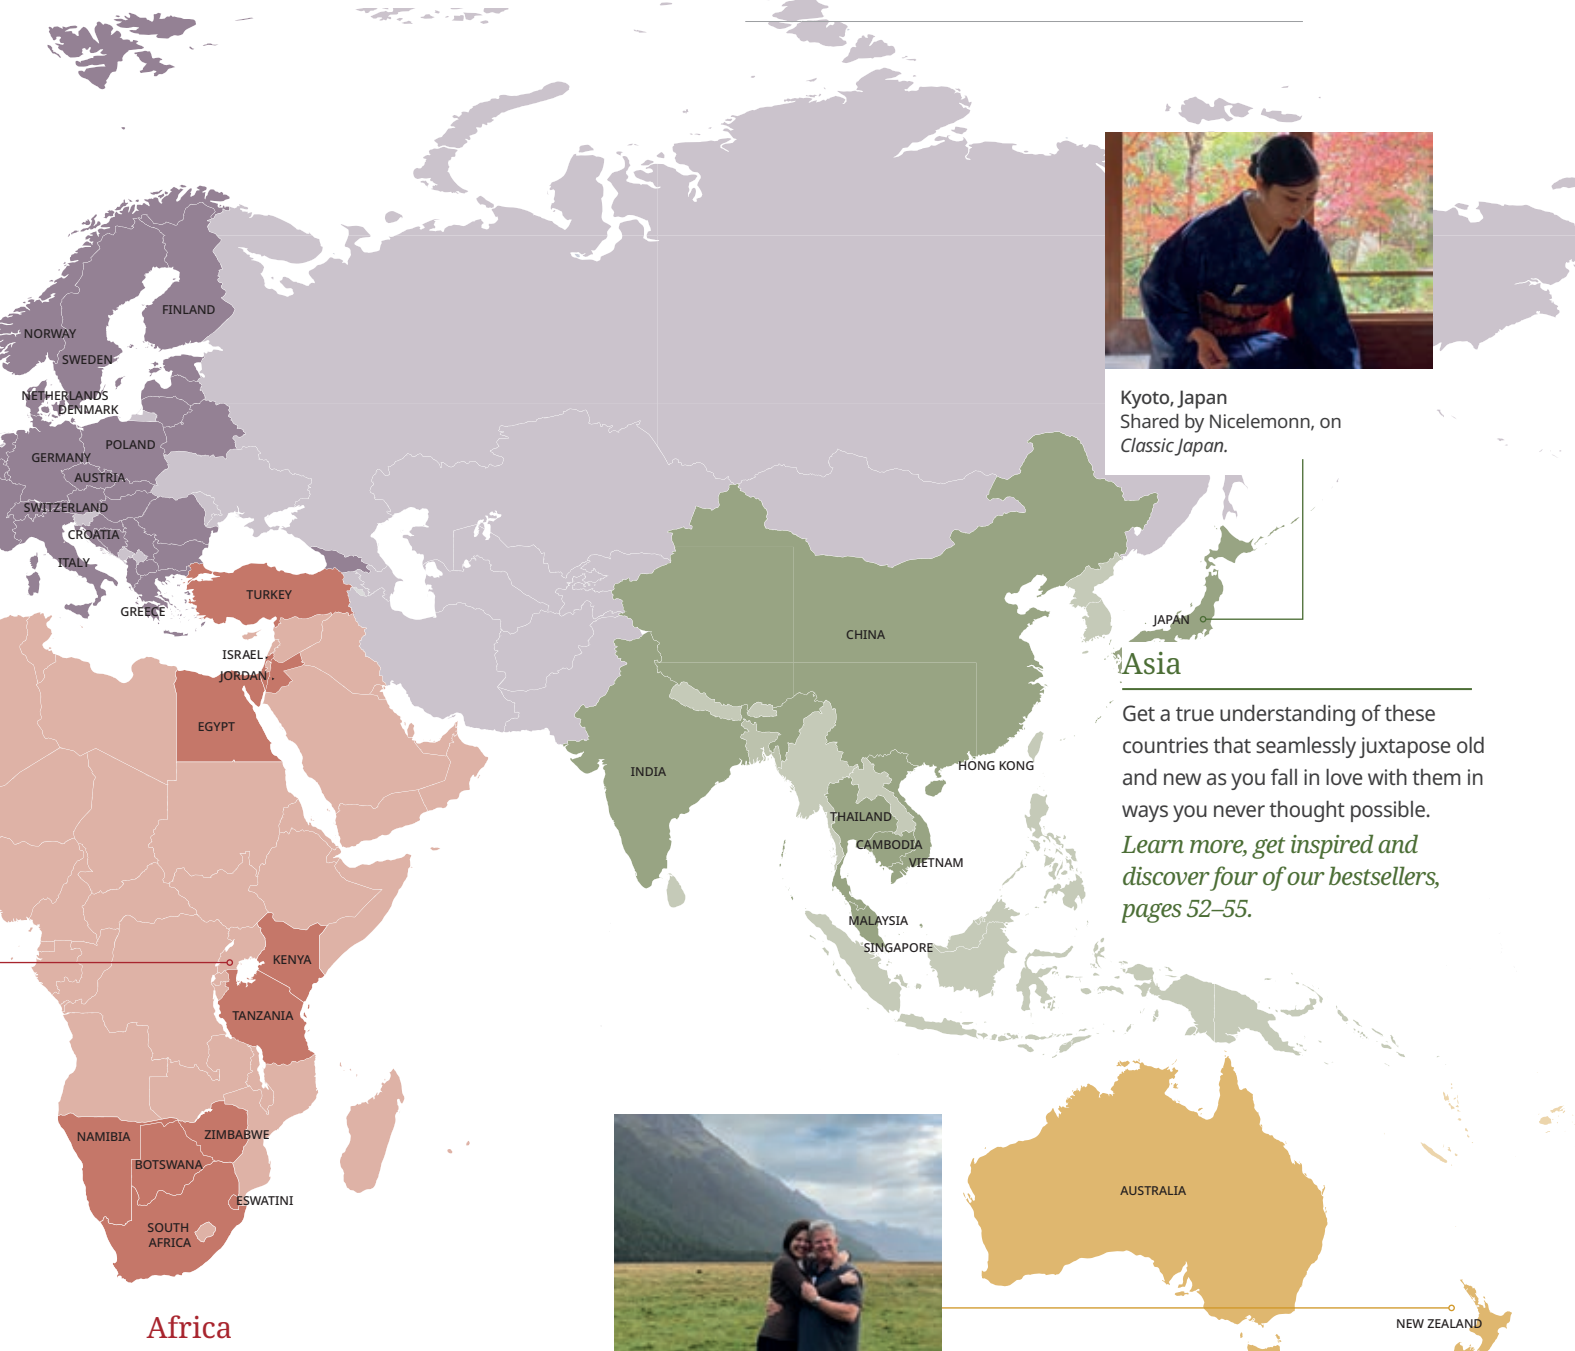 Kyoto, Japan
Shared by Nicelemonn, on
Classic Japan.
FINLAND
NORWAY
SWEDEN
NETHERLANDS
DENMARK
POLAND
GERMANY
AUSTRIA
SWITZERLAND
CROATIA
ITALY
GREECE
TURKEY
ISRAEL
JORDAN
EGYPT
CHINA
JAPAN
INDIA
HONG KONG
THAILAND
CAMBODIA
VIETNAM
MALAYSIA
SINGAPORE
Asia
Get a true understanding of these
countries that seamlessly juxtapose old
and new as you fall in love with them in
ways you never thought possible.
Learn more, get inspired and
discover four of our bestsellers,
pages 52–55.
KENYA
TANZANIA
NAMIBIA
ZIMBABWE
BOTSWANA
ESWATINI
SOUTH
AFRICA
Africa
AUSTRALIA
NEW ZEALAND